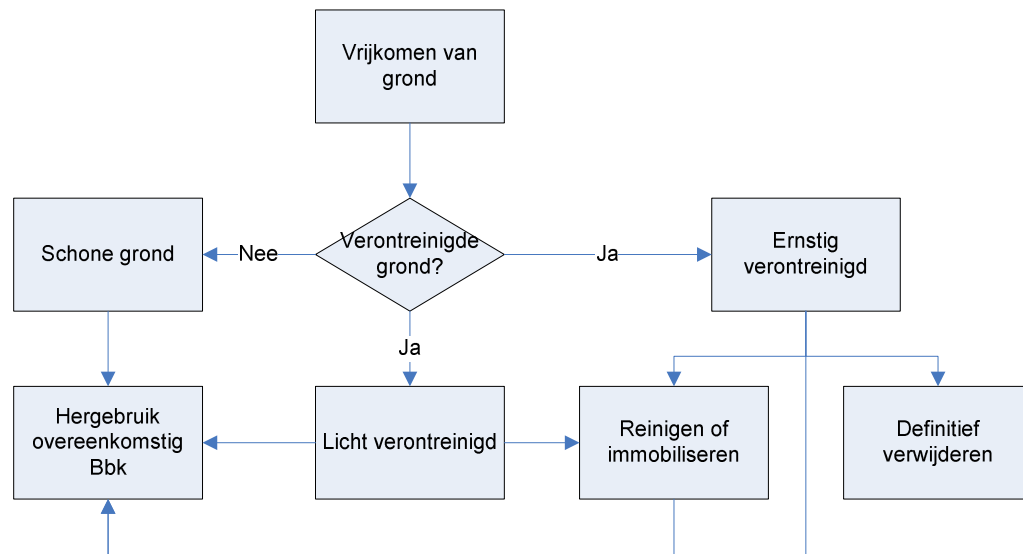 Vrijkomen van
grond
Schone grond
Nee
Verontreinigde
grond?
Ja
Ernstig
verontreinigd
Ja
Hergebruik
overeenkomstig
Bbk
Licht verontreinigd
Reinigen of
immobiliseren
Definitief
verwijderen